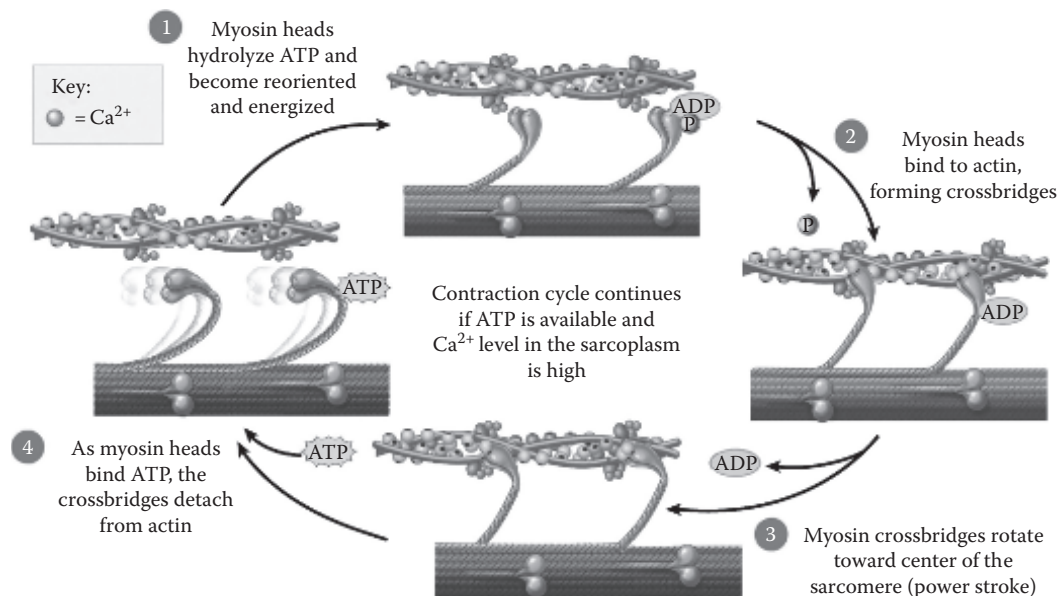 1
Myosin heads
hydrolyze ATP and
become reoriented
and energized
Key:
= Ca²⁺
ADP
P
2
Myosin heads
bind to actin,
forming crossbridges
P
ATP
Contraction cycle continues
if ATP is available and
Ca²⁺ level in the sarcoplasm
is high
ADP
4
As myosin heads
bind ATP, the
crossbridges detach
from actin
ATP
ADP
3
Myosin crossbridges rotate
toward center of the
sarcomere (power stroke)